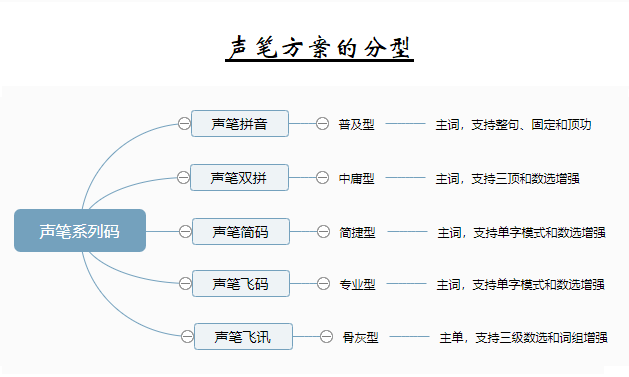 声笔方案的分型
声笔系列码
声笔拼音 普及型 主词，支持整句、固定和顶功
声笔双拼 中庸型 主词，支持三顶和数选增强
声笔简码 简捷型 主词，支持单字模式和数选增强
声笔飞码 专业型 主词，支持单字模式和数选增强
声笔飞讯 骨灰型 主单，支持三级数选和词组增强